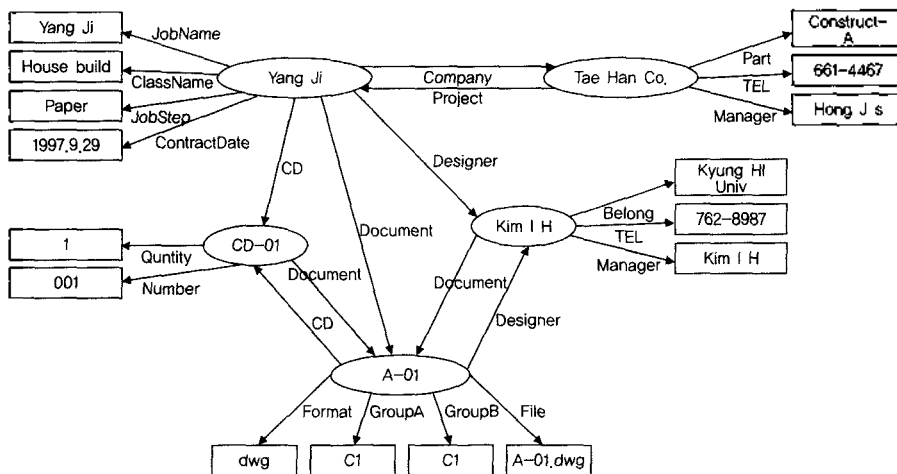 Yang Ji
JobName
Construct-
A
House build
ClassName
Yang Ji
Company
Tae Han Co.
Part
661-4467
Paper
JobStep
Project
TEL
1997.9.29
ContractDate
Manager
Hong J s
CD
Designer
Kyung HI
Univ
Belong
1
CD-01
Document
Kim I H
762-8987
Quntity
TEL
001
Number
Document
Document
Manager
Kim I H
CD
Designer
A-01
Format
GroupA
GroupB
File
dwg
C1
C1
A-01.dwg